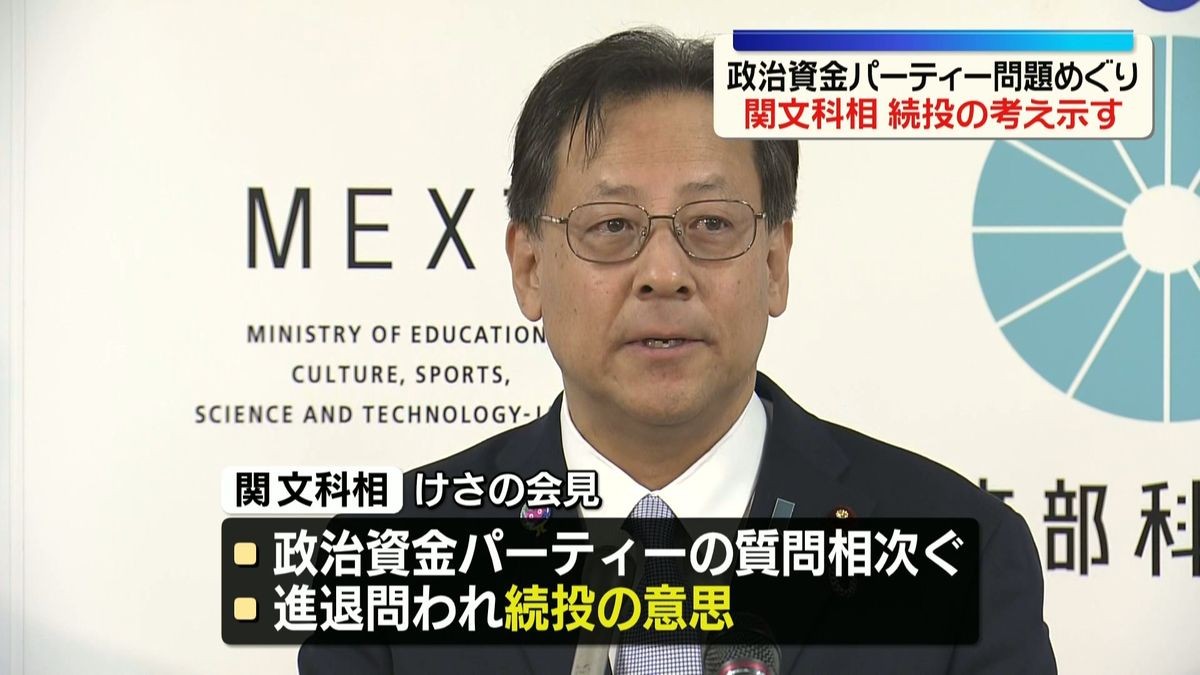 政治資金パーティー問題めぐり
関文科相 続投の考え示す
MEXT
MINISTRY OF EDUCATION
CULTURE, SPORTS,
SCIENCE AND TECHNOLOGY-
部科
関 文科相 けさの会見
政治資金パーティーの質問相次ぐ
進退問われ続投の意思